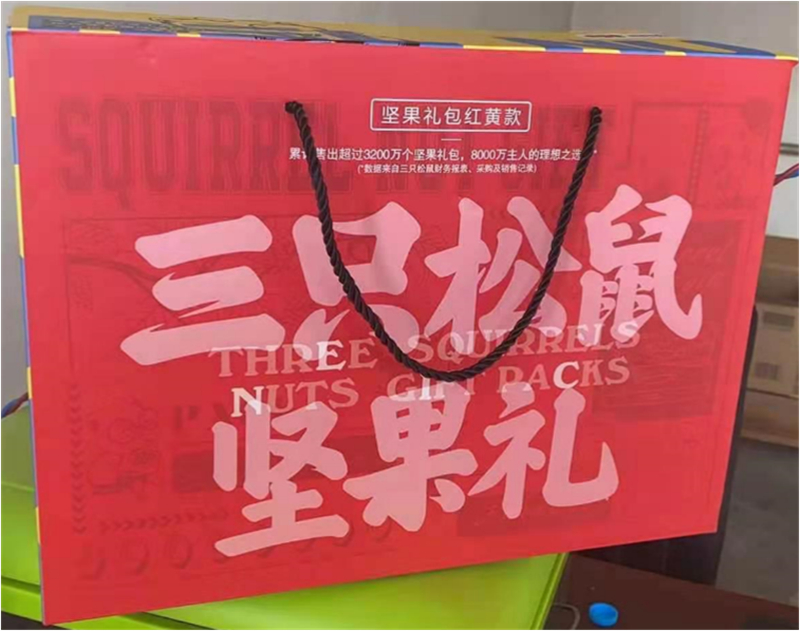 SQUIRREL
坚果礼包红黄款
累计售出超过3200万个坚果礼包，8000万主人的理想之选*
(*数据来自三只松鼠财务报表、采购及销售记录)
三只松鼠
THREE SQUIRRELS
NUTS GIFT PACKS
坚果礼